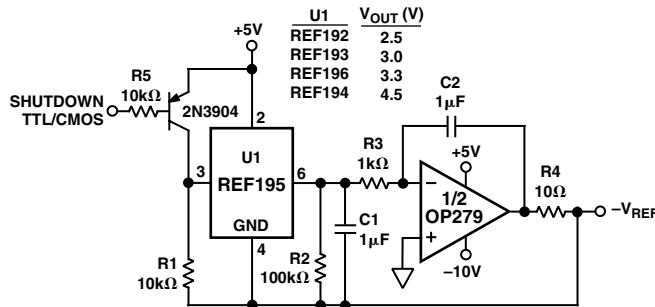 U1 VOUT (V)
REF192 2.5
REF193 3.0
REF196 3.3
REF194 4.5
+5V
R5
10kΩ
SHUTDOWN
TTL/CMOS
2N3904
2
U1
REF195
3
6
GND
4
R1
10kΩ
R2
100kΩ
C1
1μF
R3
1kΩ
C2
1μF
+5V
−
1/2
OP279
+
−10V
R4
10Ω
−VREF